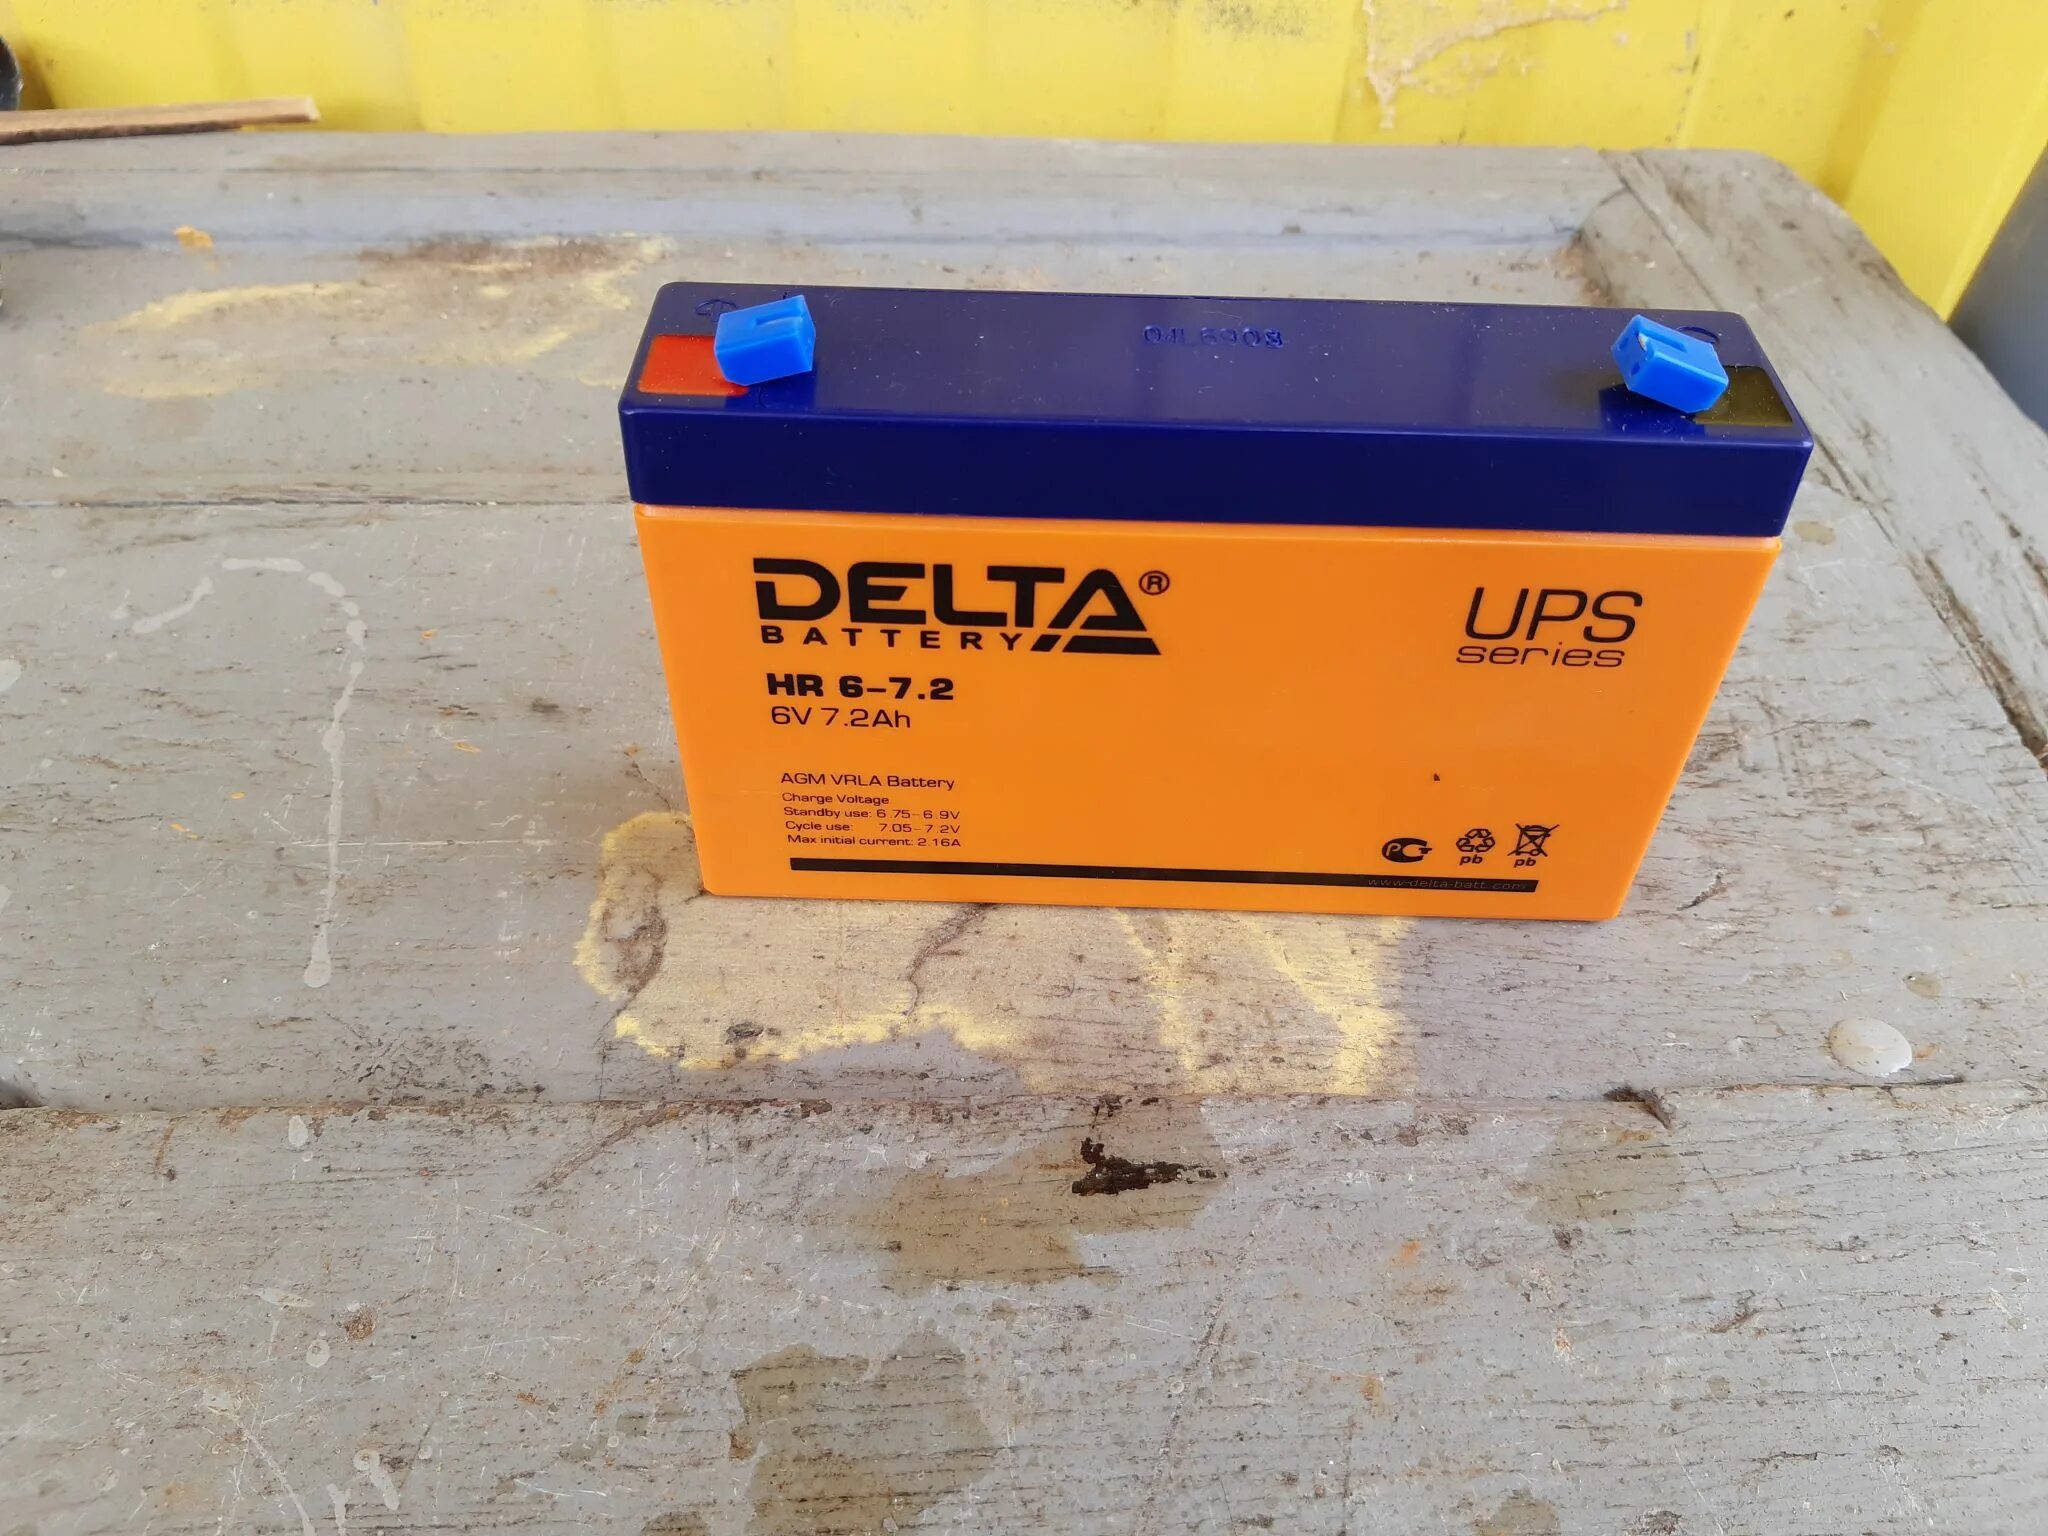 DELTA®
BATTERY
UPS
series
HR 6-7.2
6V 7.2Ah
AGM VRLA Battery
Charge Voltage
Standby use: 6.75-6.9V
Cycle use: 7.05-7.2V
Max initial current: 2.16A
pb pb
www-delta-batt.com